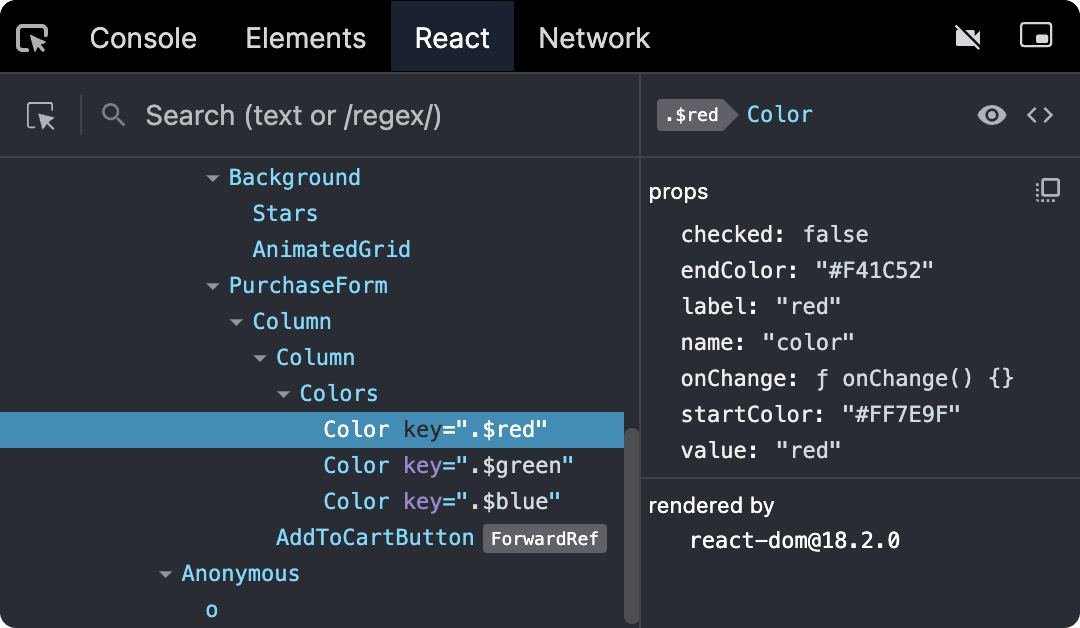 Console Elements React Network
Search (text or /regex/)
Background
Stars
AnimatedGrid
PurchaseForm
Column
Column
Colors
Color key=".$red"
Color key=".$green"
Color key=".$blue"
AddToCartButton ForwardRef
Anonymous
o
.$red Color
props
checked: false
endColor: "#F41C52"
label: "red"
name: "color"
onChange: ƒ onChange() {}
startColor: "#FF7E9F"
value: "red"
rendered by
react-dom@18.2.0